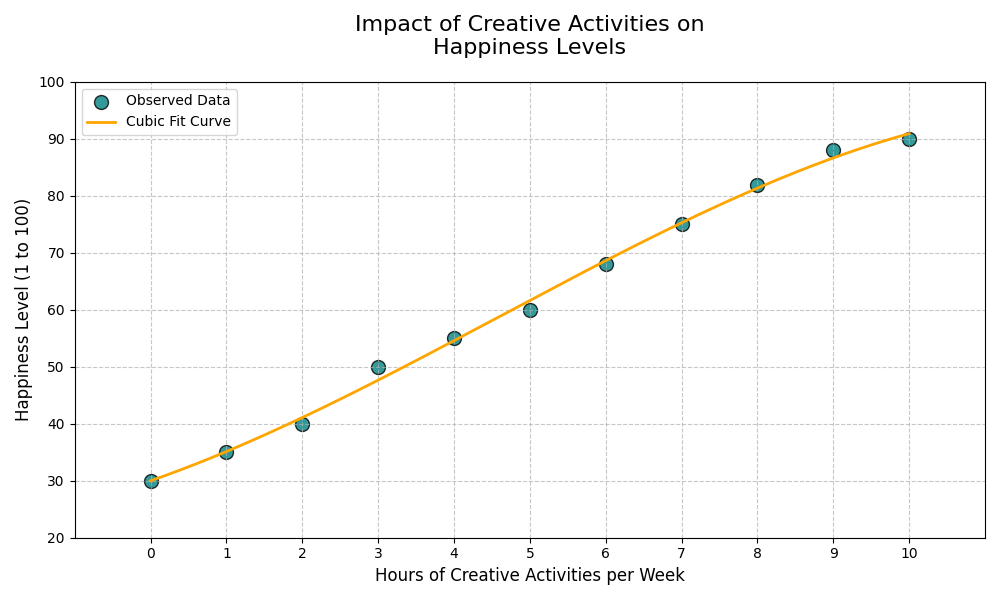 Impact of Creative Activities on
Happiness Levels
Observed Data
Cubic Fit Curve
Happiness Level (1 to 100)
100
90
80
70
60
50
40
30
20
0 1 2 3 4 5 6 7 8 9 10
Hours of Creative Activities per Week